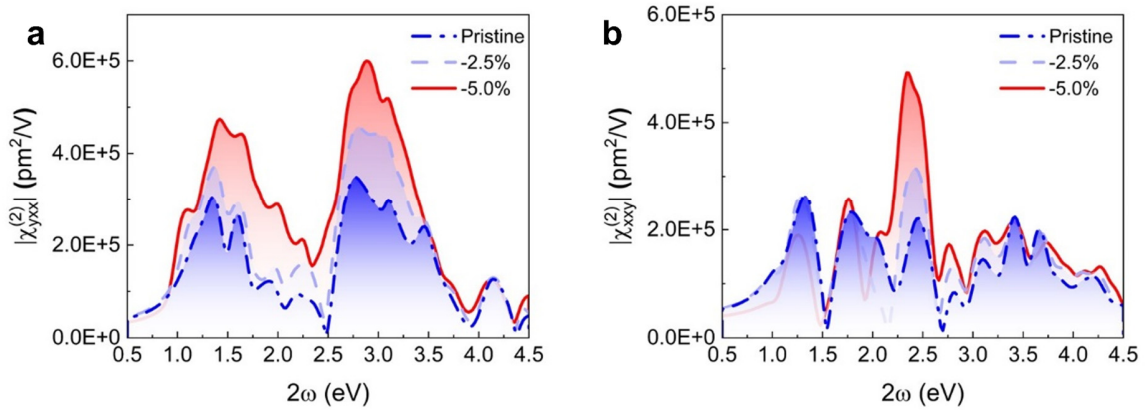 a
Pristine
-2.5%
-5.0%
6.0E+5
4.0E+5
2.0E+5
0.0E+0
|χ(2)yxx| (pm²/V)
0.5 1.0 1.5 2.0 2.5 3.0 3.5 4.0 4.5
2ω (eV)
b
Pristine
-2.5%
-5.0%
6.0E+5
4.0E+5
2.0E+5
0.0E+0
|χ(2)xxy| (pm²/V)
0.5 1.0 1.5 2.0 2.5 3.0 3.5 4.0 4.5
2ω (eV)